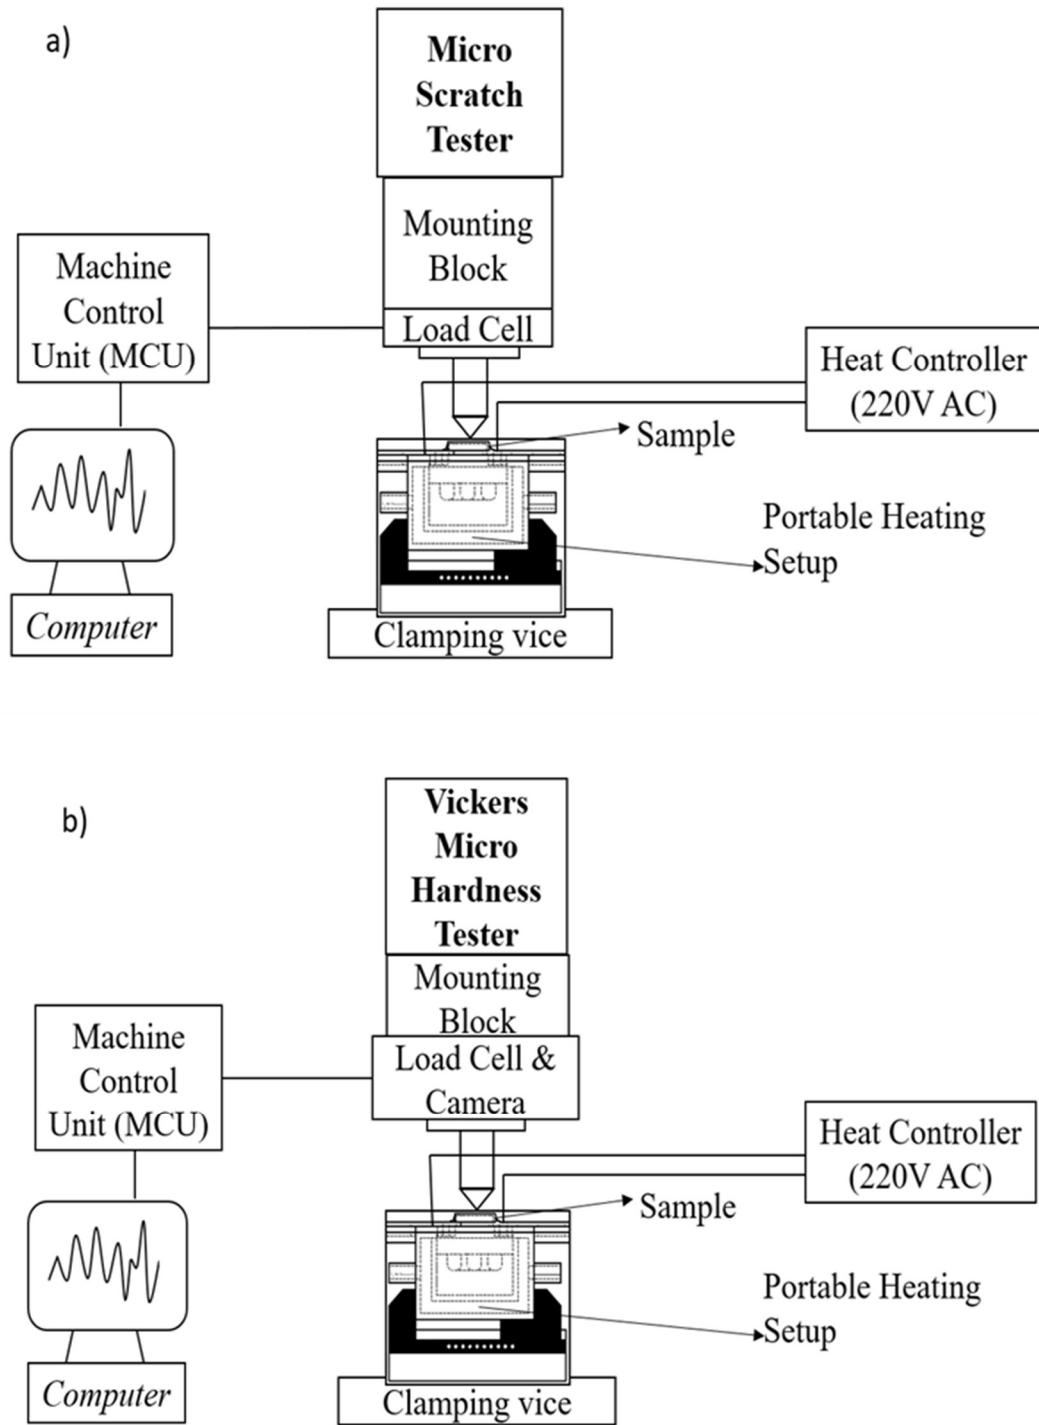 a)
Micro
Scratch
Tester
Mounting
Block
Machine
Control
Unit (MCU)
Load Cell
Heat Controller
(220V AC)
Sample
Portable Heating
Setup
Computer
Clamping vice
b)
Vickers
Micro
Hardness
Tester
Mounting
Block
Machine
Control
Unit (MCU)
Load Cell &
Camera
Heat Controller
(220V AC)
Sample
Portable Heating
Setup
Computer
Clamping vice